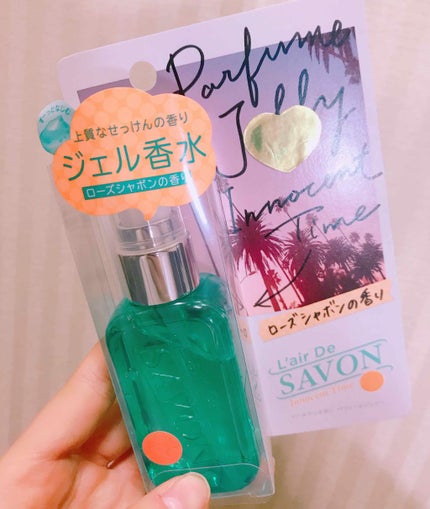 Parfume
Jelly
Innocent
Time
上質なせっけんの香り
ジェル香水
ローズシャボンの香り
ローズシャボンの香り
L'air De
SAVON
Innocent Time